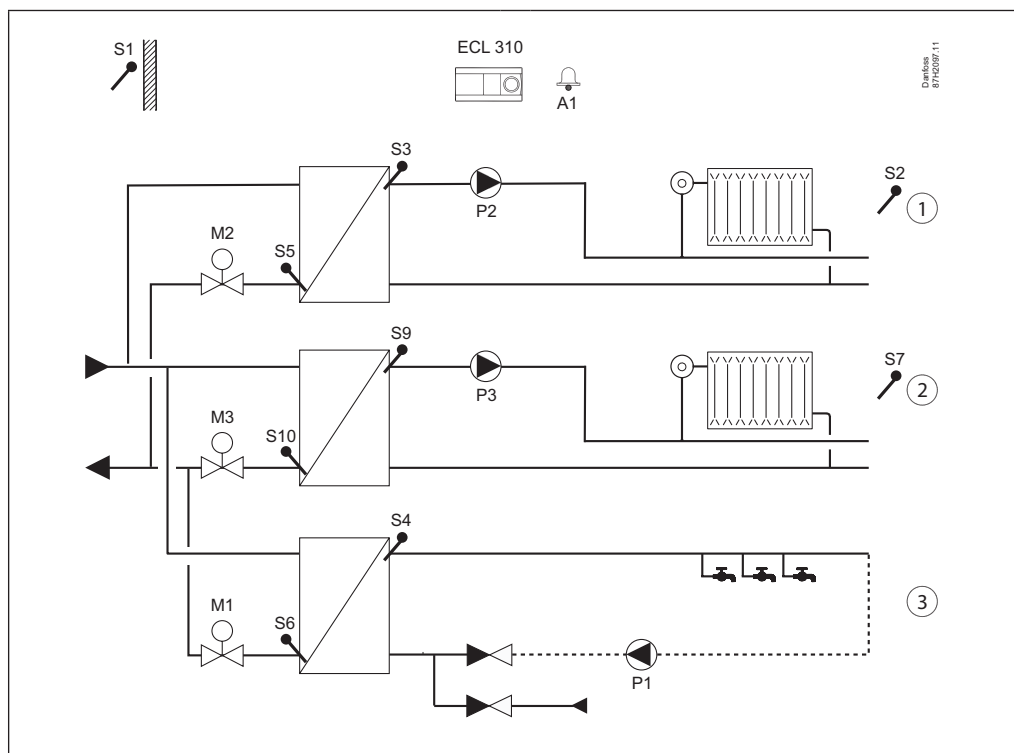 S1
ECL 310
A1
Danfoss
87H2097.11
S3
P2
S2
1
M2
S5
S9
P3
S7
2
M3
S10
S4
3
M1
S6
P1